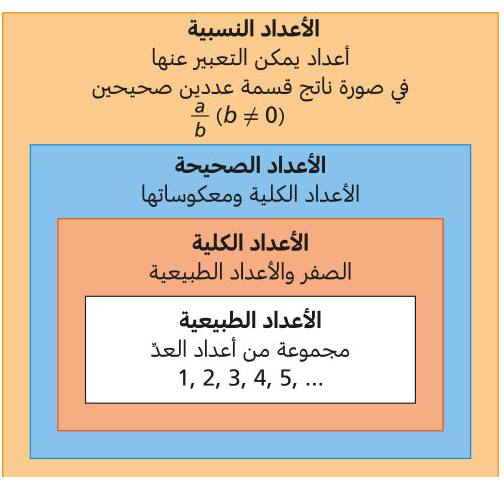 الأعداد النسبية
أعداد يمكن التعبير عنها
في صورة ناتج قسمة عددين صحيحين
a/b (b ≠ 0)
الأعداد الصحيحة
الأعداد الكلية ومعكوساتها
الأعداد الكلية
الصفر والأعداد الطبيعية
الأعداد الطبيعية
مجموعة من أعداد العدّ
1, 2, 3, 4, 5, ...